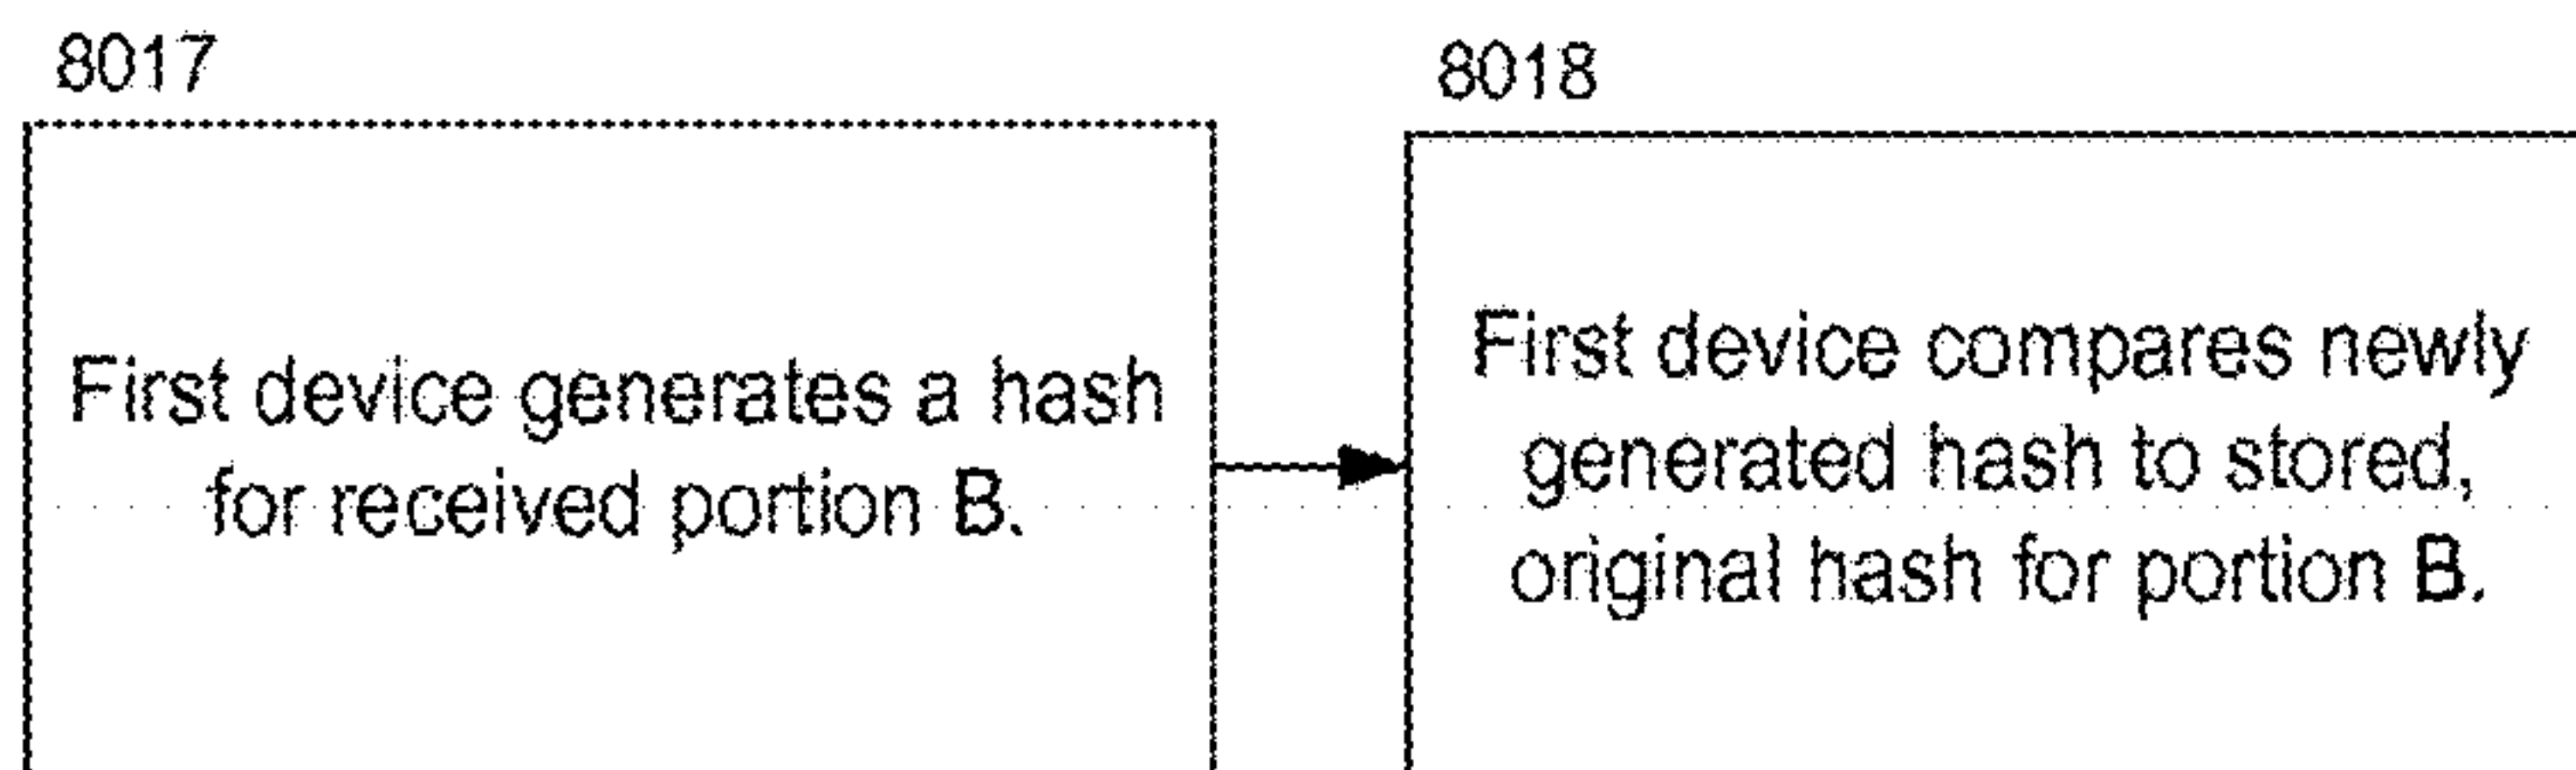 8017
First device generates a hash
for received portion B.
8018
First device compares newly
generated hash to stored,
original hash for portion B.